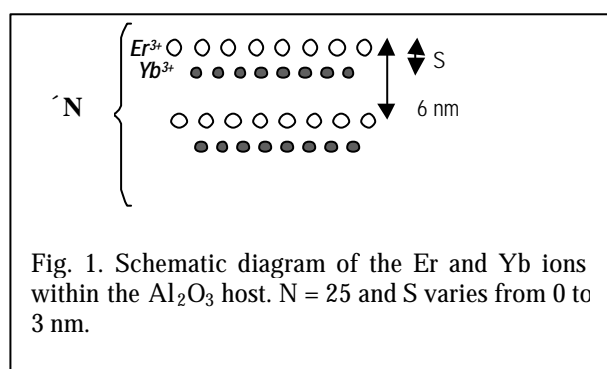 Er³⁺
S
Yb³⁺
´N
6 nm
Fig. 1. Schematic diagram of the Er and Yb ions
within the Al₂O₃ host. N = 25 and S varies from 0 to
3 nm.